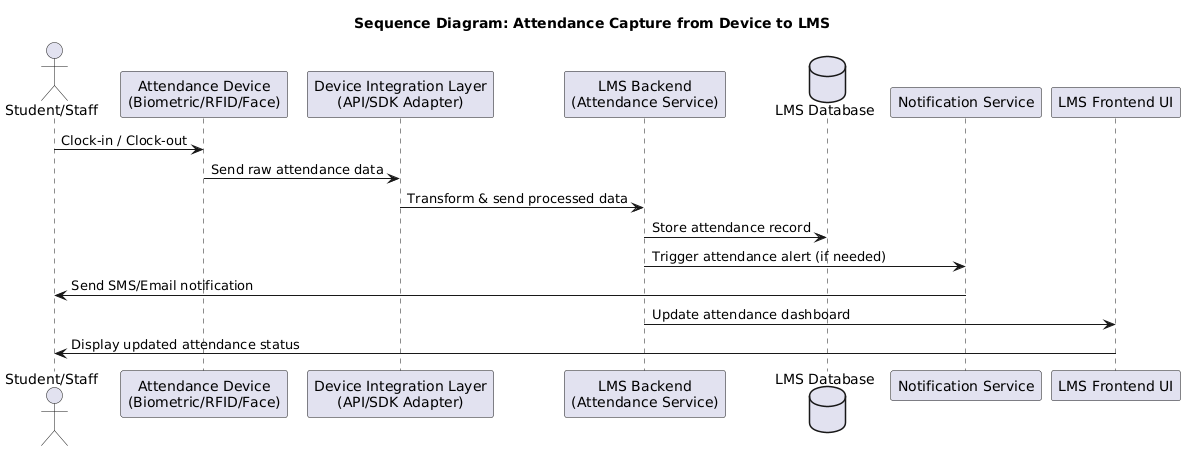 Sequence Diagram: Attendance Capture from Device to LMS
Student/Staff
Attendance Device
(Biometric/RFID/Face)
Device Integration Layer
(API/SDK Adapter)
LMS Backend
(Attendance Service)
LMS Database
Notification Service
LMS Frontend UI
Clock-in / Clock-out
Send raw attendance data
Transform & send processed data
Store attendance record
Trigger attendance alert (if needed)
Send SMS/Email notification
Update attendance dashboard
Display updated attendance status
Student/Staff
Attendance Device
(Biometric/RFID/Face)
Device Integration Layer
(API/SDK Adapter)
LMS Backend
(Attendance Service)
LMS Database
Notification Service
LMS Frontend UI